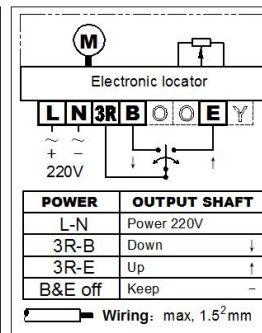 M
Electronic locator
L N 3R B O O E Y
~ ~
+ −
220V
↓ ↑
POWER OUTPUT SHAFT
L-N Power 220V
3R-B Down ↓
3R-E Up ↑
B&E off Keep −
Wiring: max, 1.5²mm